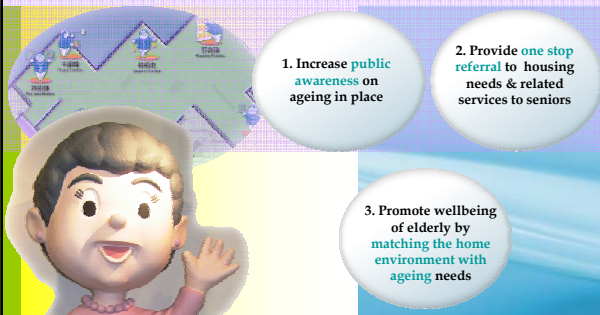 1. Increase public
awareness on
ageing in place
2. Provide one stop
referral to housing
needs & related
services to seniors
3. Promote wellbeing
of elderly by
matching the home
environment with
ageing needs